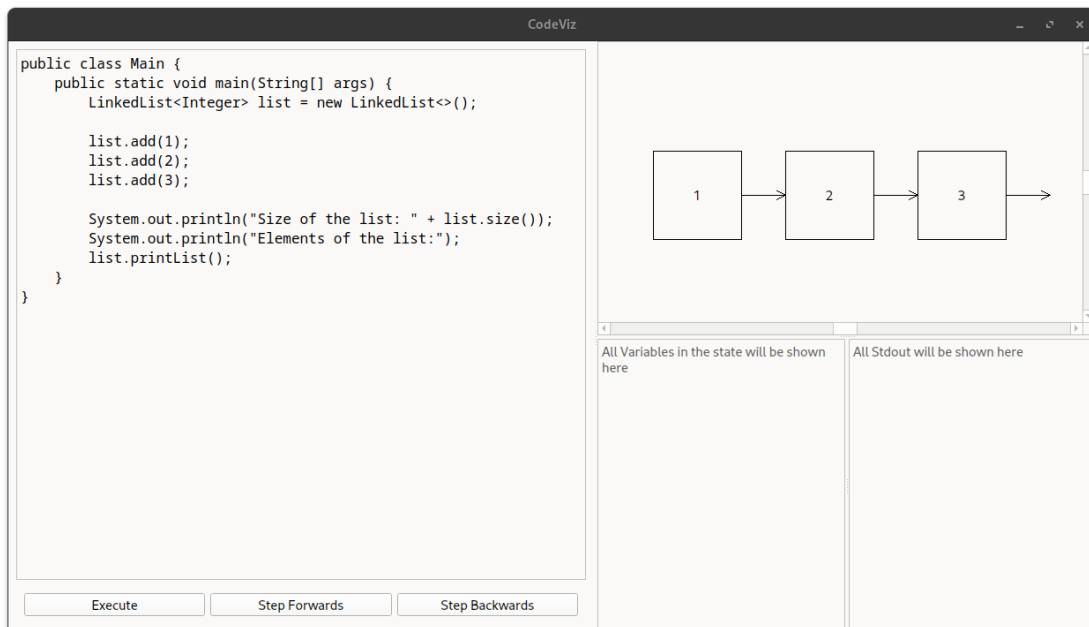 CodeViz
public class Main {
    public static void main(String[] args) {
        LinkedList<Integer> list = new LinkedList<>();
        list.add(1);
        list.add(2);
        list.add(3);
        System.out.println("Size of the list: " + list.size());
        System.out.println("Elements of the list:");
        list.printList();
    }
}
1
2
3
All Variables in the state will be shown
here
All Stdout will be shown here
Execute
Step Forwards
Step Backwards